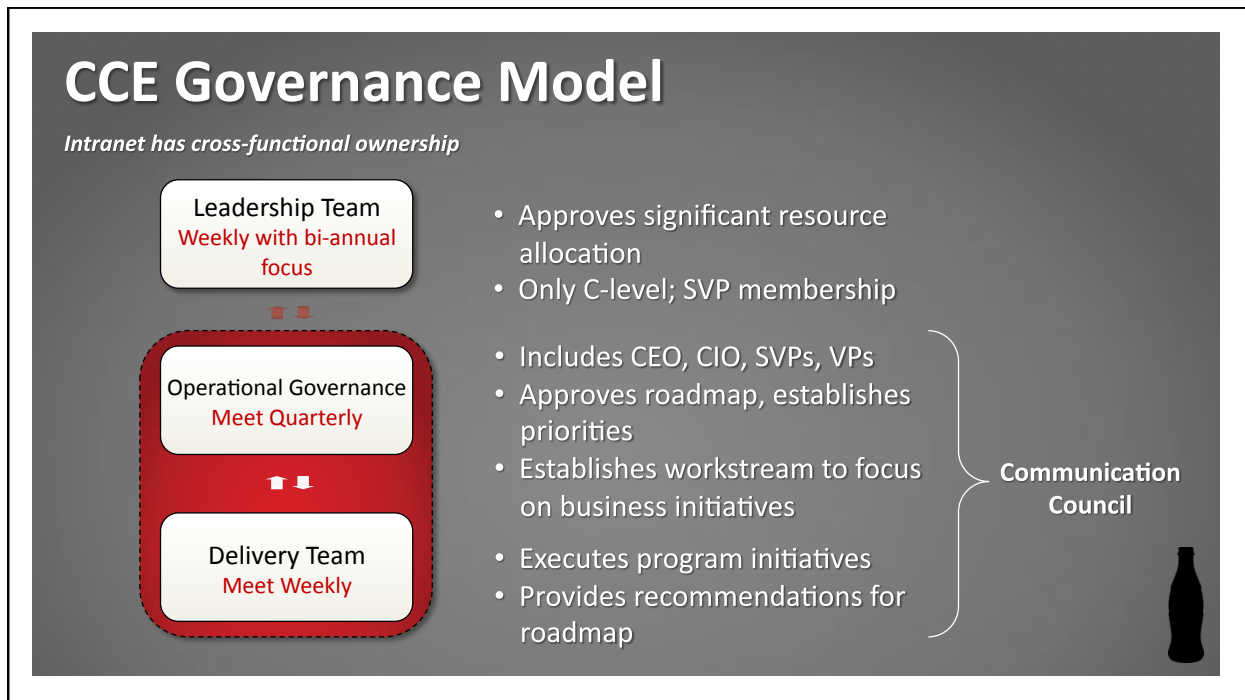 CCE Governance Model
Intranet has cross-functional ownership
Leadership Team
Weekly with bi-annual
focus
• Approves significant resource
allocation
• Only C-level; SVP membership
Operational Governance
Meet Quarterly
• Includes CEO, CIO, SVPs, VPs
• Approves roadmap, establishes
priorities
• Establishes workstream to focus
on business initiatives
Delivery Team
Meet Weekly
• Executes program initiatives
• Provides recommendations for
roadmap
Communication
Council